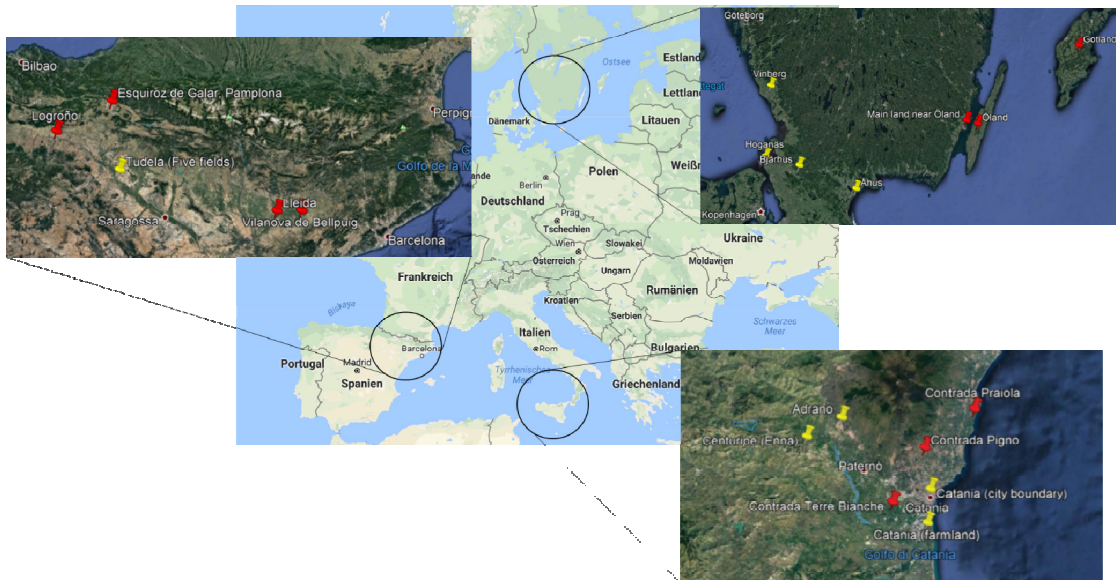 Bilbao
Esquiroz de Galar. Pamplona
Logroño
Tudela (Five fields)
Saragossa
Lleida
Vilanova de Bellpuig
Barcelona
Perpign
Golfo de la M
Estland
Ostsee
Lettland
Dänemark
Litauen
Weißr
Polen
Berlin
Deutschland
Prag
Tschechien
Wien
Slowakei
Österreich
Ungarn
Ukraine
Moldawien
Frankreich
Kroatien
Rumänien
Biskaya
Serbien
Schwarzes
Meer
Italien
Rom
Bulgarien
Barcelona
Madrid
Portugal
Spanien
Tyrrhenisches
Meer
Griechenland
Göteborg
Gotland
Vinberg
ttegat
Main land near Öland
Öland
Höganäs
Bjärhus
Åhus
Kopenhagen
Contrada Praiola
Adrano
Centuripe (Enna)
Contrada Pigno
Paternò
Catania (city boundary)
Contrada Terre Bianche
Catania
Catania (farmland)
Golfo di Catania